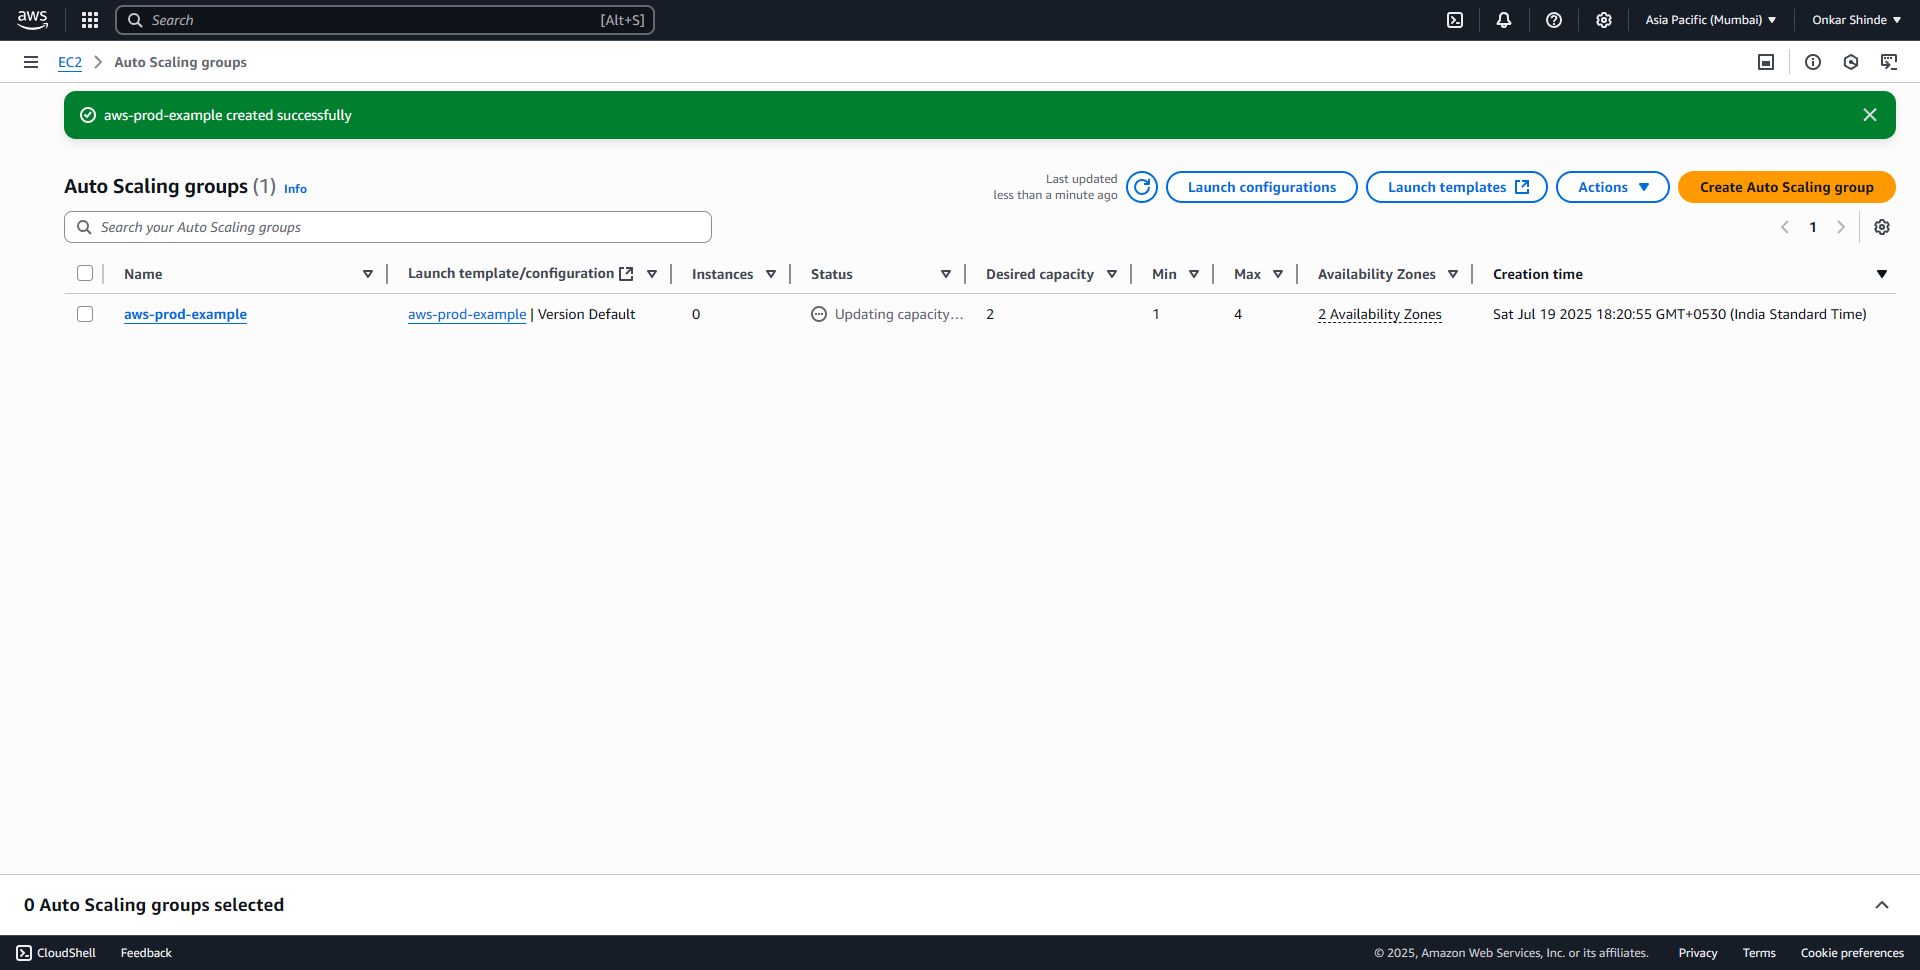 aws
Search [Alt+S]
Asia Pacific (Mumbai) Onkar Shinde
EC2 Auto Scaling groups
aws-prod-example created successfully
Auto Scaling groups (1) Info
Last updated
less than a minute ago
Launch configurations Launch templates Actions Create Auto Scaling group
Search your Auto Scaling groups
1
Name Launch template/configuration Instances Status Desired capacity Min Max Availability Zones Creation time
aws-prod-example aws-prod-example | Version Default 0 Updating capacity... 2 1 4 2 Availability Zones Sat Jul 19 2025 18:20:55 GMT+0530 (India Standard Time)
0 Auto Scaling groups selected
CloudShell Feedback © 2025, Amazon Web Services, Inc. or its affiliates. Privacy Terms Cookie preferences